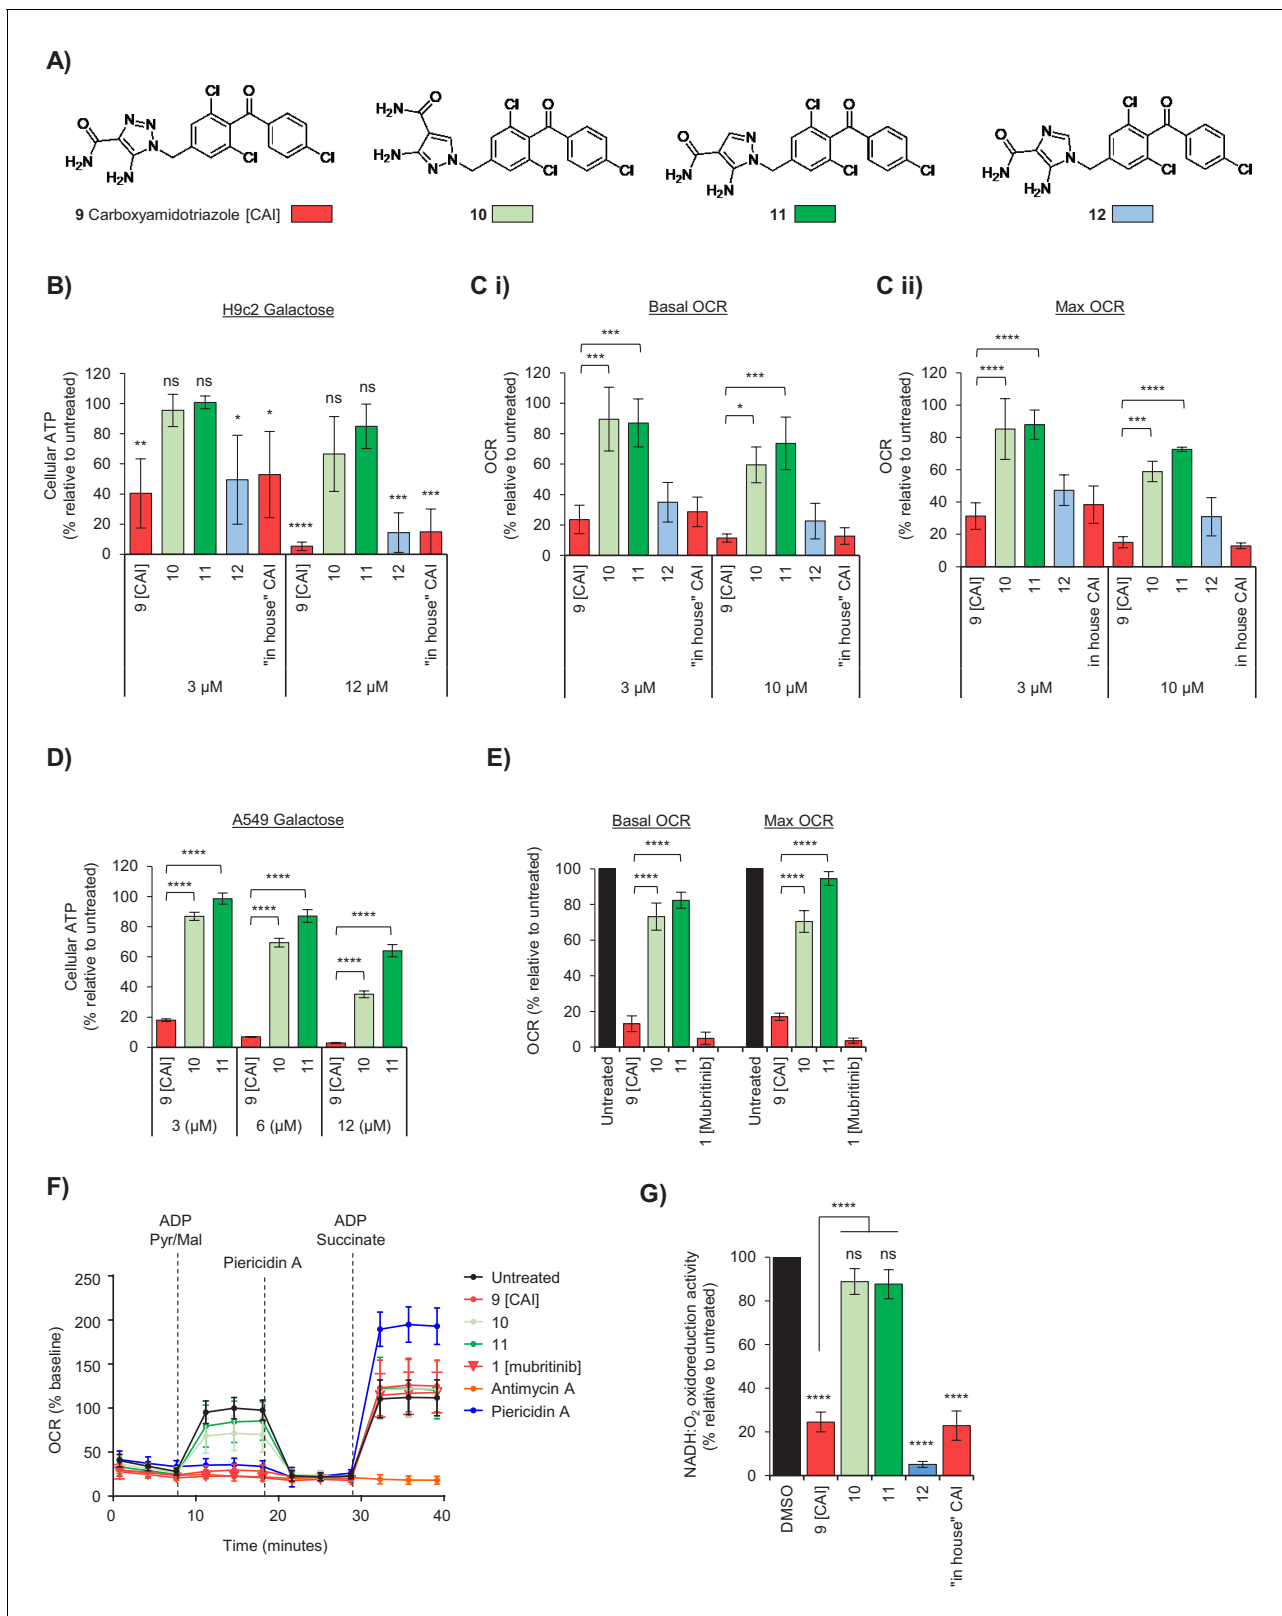 A)
O
N
N
N
H2N
NH2
Cl
O
Cl
Cl
9 Carboxyamidotriazole [CAI]
H2N
O
H2N
N
N
Cl
O
Cl
Cl
10
O
N
N
H2N
NH2
Cl
O
Cl
Cl
11
O
N
N
H2N
NH2
Cl
O
Cl
Cl
12
B)
H9c2 Galactose
Cellular ATP
(% relative to untreated)
120
100
80
60
40
20
0
**
ns
ns
*
*
****
ns
ns
***
***
9 [CAI]
10
11
12
"in house" CAI
9 [CAI]
10
11
12
"in house" CAI
3 µM
12 µM
C i)
Basal OCR
OCR
(% relative to untreated)
120
100
80
60
40
20
0
***
***
***
*
9 [CAI]
10
11
12
"in house" CAI
9 [CAI]
10
11
12
"in house" CAI
3 µM
10 µM
C ii)
Max OCR
OCR
(% relative to untreated)
120
100
80
60
40
20
0
****
****
****
***
9 [CAI]
10
11
12
in house CAI
9 [CAI]
10
11
12
in house CAI
3 µM
10 µM
D)
A549 Galactose
Cellular ATP
(% relative to untreated)
120
100
80
60
40
20
0
****
****
****
****
****
****
9 [CAI]
10
11
9 [CAI]
10
11
9 [CAI]
10
11
3 (µM)
6 (µM)
12 (µM)
E)
Basal OCR
Max OCR
OCR (% relative to untreated)
100
80
60
40
20
0
****
****
****
****
Untreated
9 [CAI]
10
11
1 [Mubritinib]
Untreated
9 [CAI]
10
11
1 [Mubritinib]
F)
ADP
Pyr/Mal
Piericidin A
ADP
Succinate
OCR (% baseline)
250
200
150
100
50
0
0
10
20
30
40
Time (minutes)
Untreated
9 [CAI]
10
11
1 [mubritinib]
Antimycin A
Piericidin A
G)
NADH:O2 oxidoreduction activity
(% relative to untreated)
100
80
60
40
20
0
****
****
ns
ns
****
****
DMSO
9 [CAI]
10
11
12
"in house" CAI